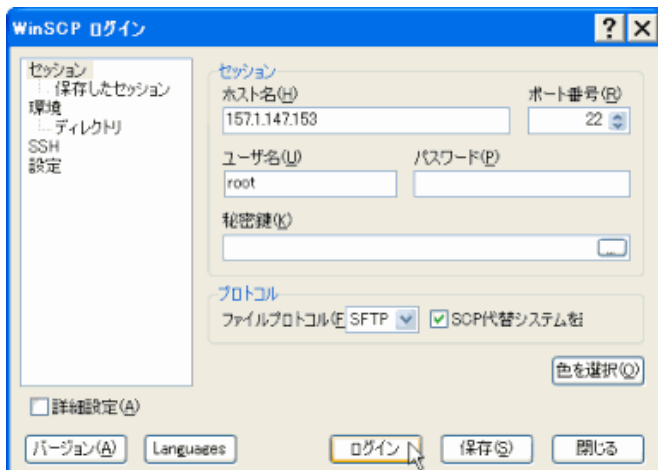 WinSCP ログイン
セッション
保存したセッション
環境
ディレクトリ
SSH
設定
セッション
ホスト名(H)
ポート番号(R)
157.1.147.153
22
ユーザ名(U)
パスワード(P)
root
秘密鍵(K)
...
プロトコル
ファイルプロトコル(F
SFTP
SCP代替システムを
色を選択(O)
詳細設定(A)
バージョン(A)
Languages
ログイン
保存(S)
閉じる